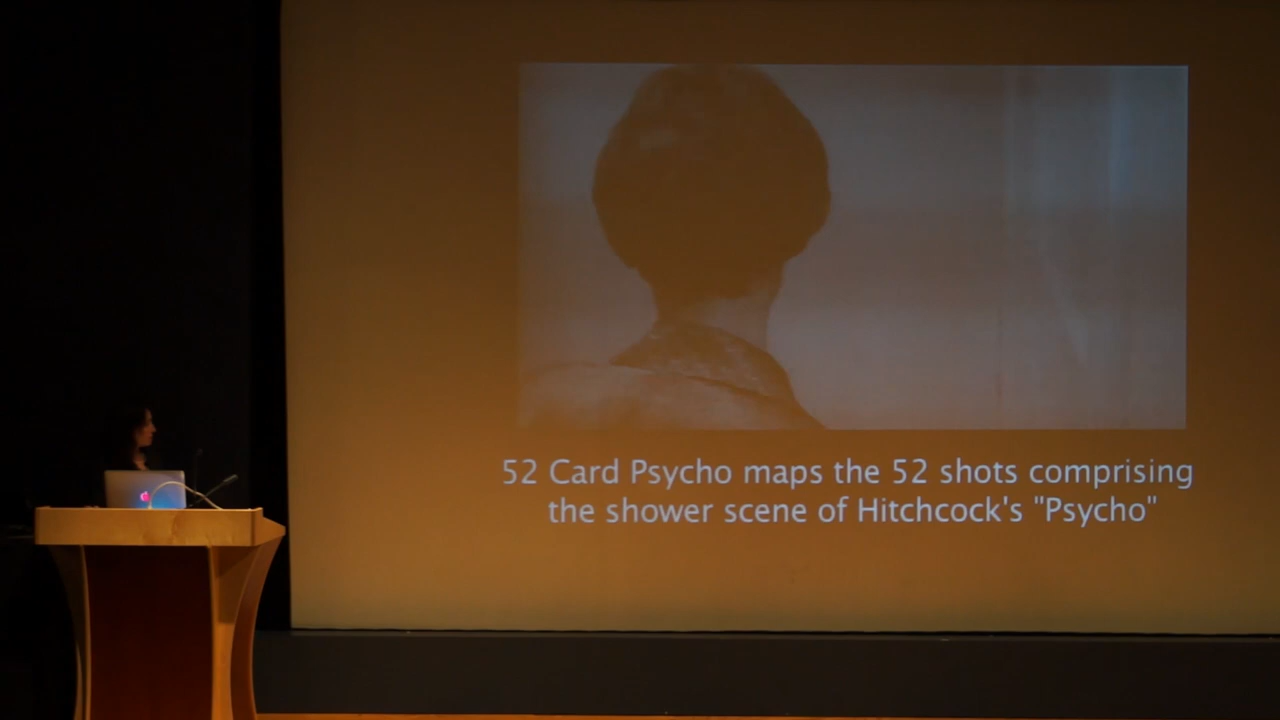 52 Card Psycho maps the 52 shots comprising
the shower scene of Hitchcock's "Psycho"